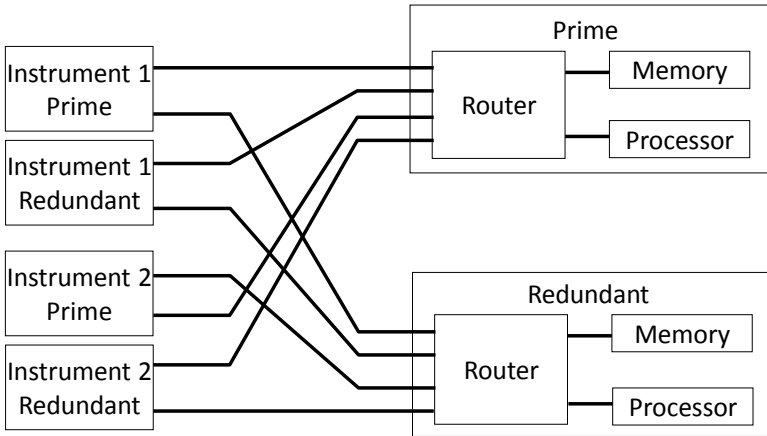 Instrument 1
Prime
Instrument 1
Redundant
Instrument 2
Prime
Instrument 2
Redundant
Prime
Router
Memory
Processor
Redundant
Router
Memory
Processor